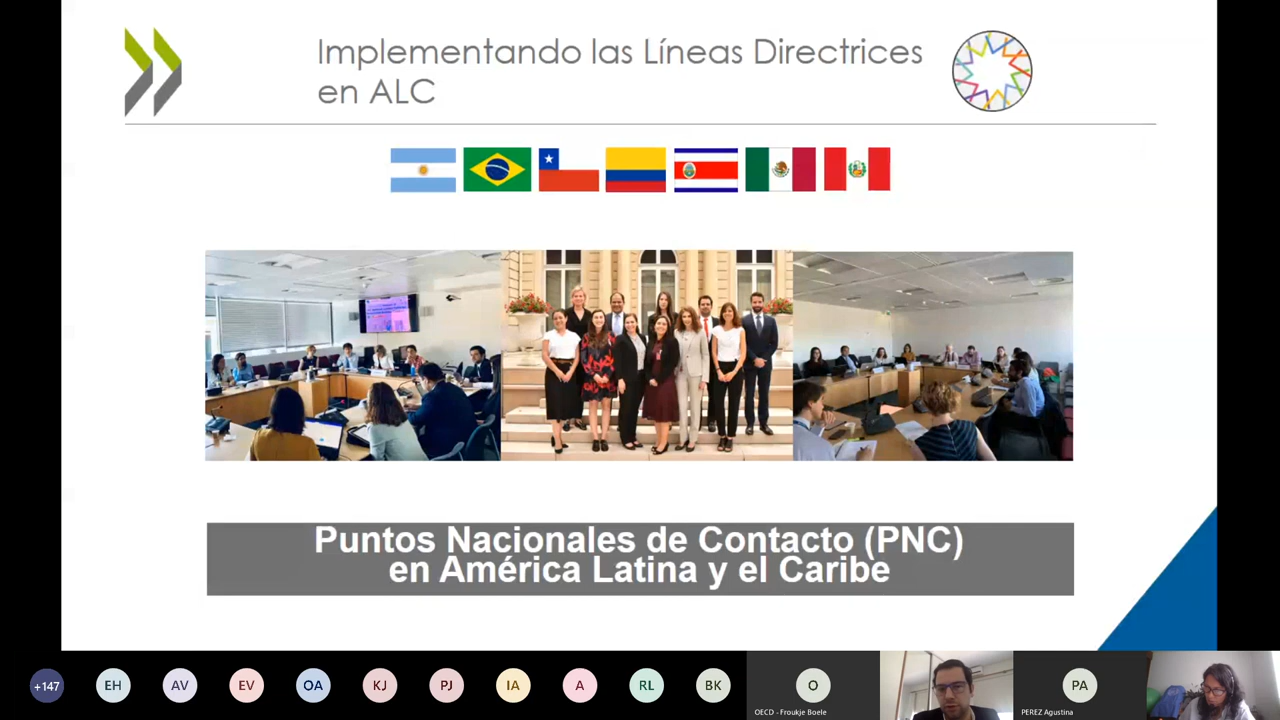 Implementando las Líneas Directrices
en ALC
Puntos Nacionales de Contacto (PNC)
en América Latina y el Caribe
+147
EH
AV
EV
OA
KJ
PJ
IA
A
RL
BK
O
PA
OECD - Froukje Boele
PEREZ Agustina